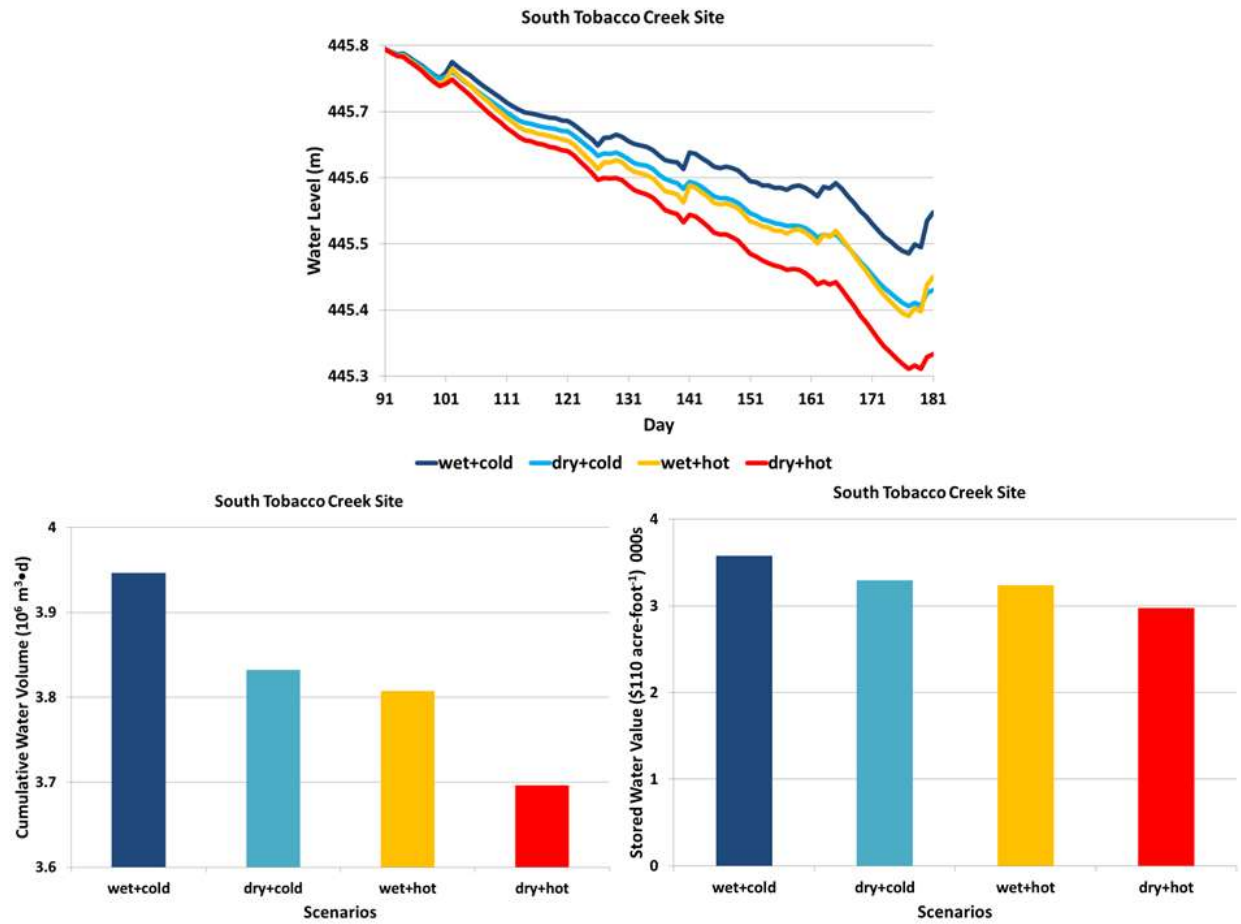 South Tobacco Creek Site
445.8
445.7
445.6
445.5
445.4
445.3
Water Level (m)
91 101 111 121 131 141 151 161 171 181
Day
wet+cold dry+cold wet+hot dry+hot
South Tobacco Creek Site
4
3.9
3.8
3.7
3.6
Cumulative Water Volume (10⁶ m³•d)
wet+cold dry+cold wet+hot dry+hot
Scenarios
South Tobacco Creek Site
4
3
2
1
0
Stored Water Value ($110 acre-foot⁻¹) 000s
wet+cold dry+cold wet+hot dry+hot
Scenarios